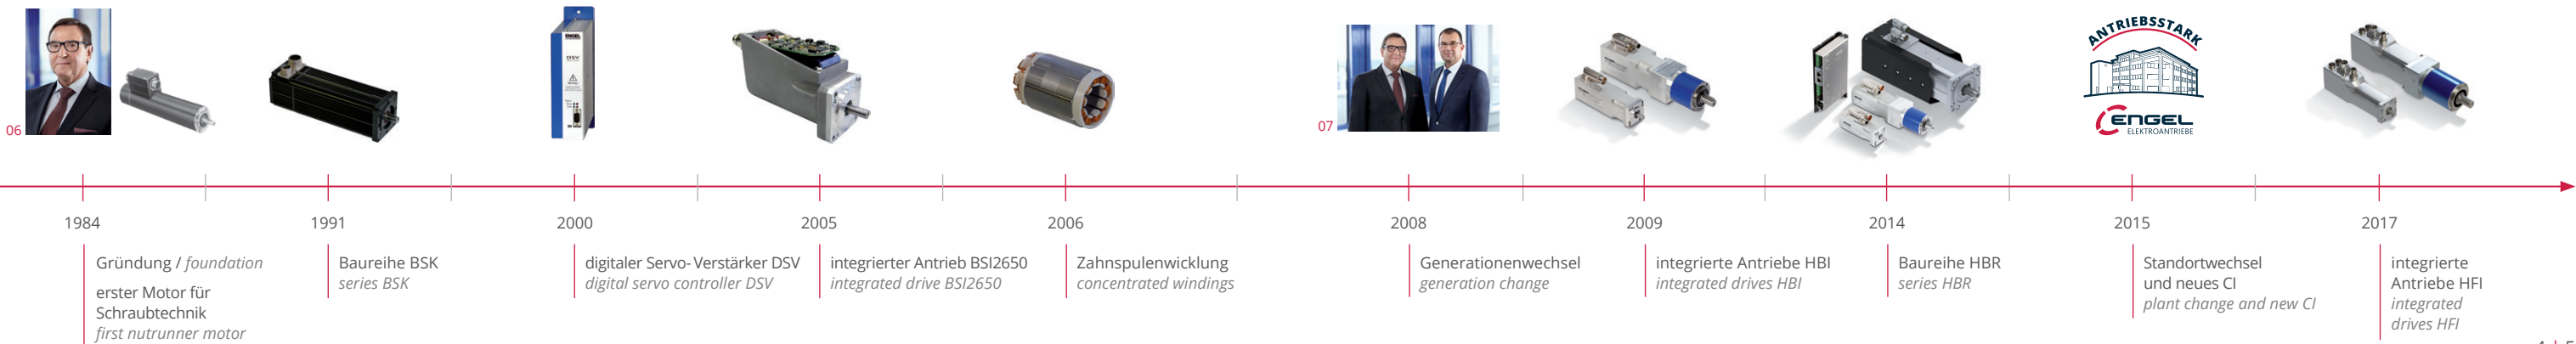 ANTRIEBSSTARK
ENGEL
DSV
06
07
ENGEL
ELEKTROANTRIEBE
1984
1991
2000
2005
2006
2008
2009
2014
2015
2017
Gründung / foundation
erster Motor für
Schraubtechnik
first nutrunner motor
Baureihe BSK
series BSK
digitaler Servo- Verstärker DSV
digital servo controller DSV
integrierter Antrieb BSI2650
integrated drive BSI2650
Zahnspulenwicklung
concentrated windings
Generationenwechsel
generation change
integrierte Antriebe HBI
integrated drives HBI
Baureihe HBR
series HBR
Standortwechsel
und neues CI
plant change and new CI
integrierte
Antriebe HFI
integrated
drives HFI